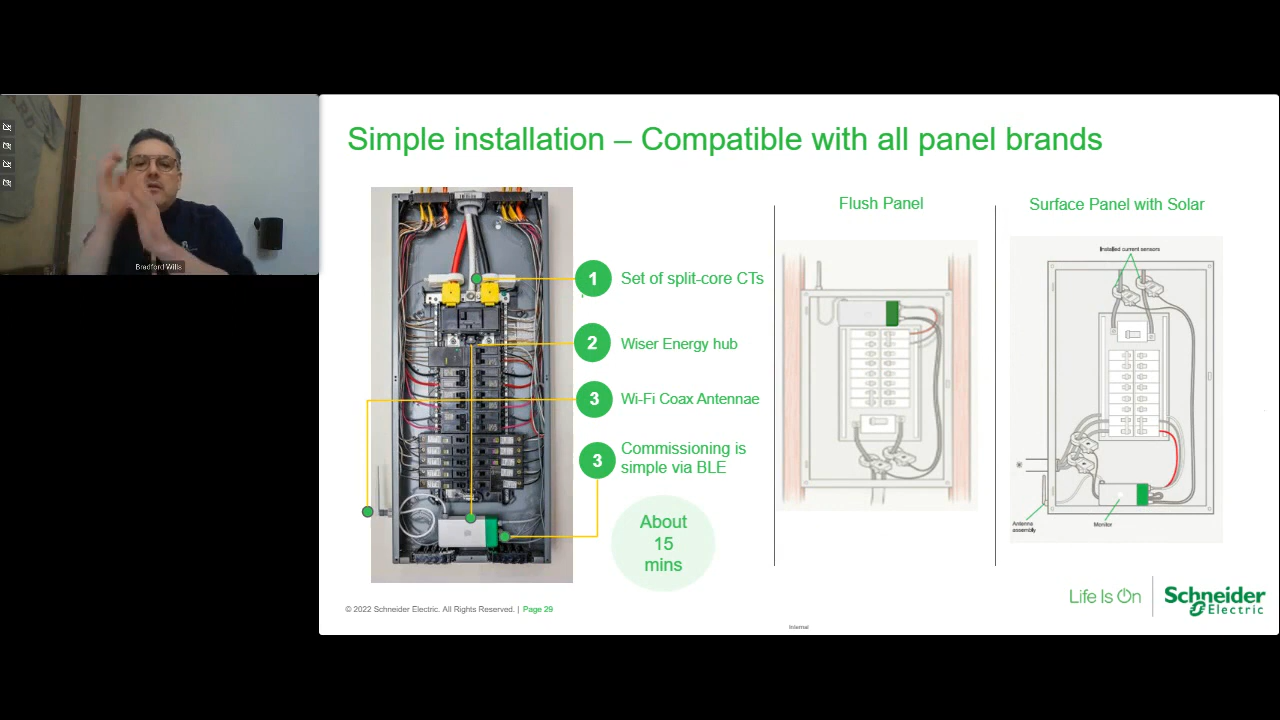 Simple installation – Compatible with all panel brands
Bradford Wills
1 Set of split-core CTs
2 Wiser Energy hub
3 Wi-Fi Coax Antennae
3 Commissioning is
simple via BLE
About
15
mins
Flush Panel
Surface Panel with Solar
Installed current sensors
Antenna
assembly
Monitor
© 2022 Schneider Electric. All Rights Reserved. | Page 29
Internal
Life Is On
Schneider
Electric